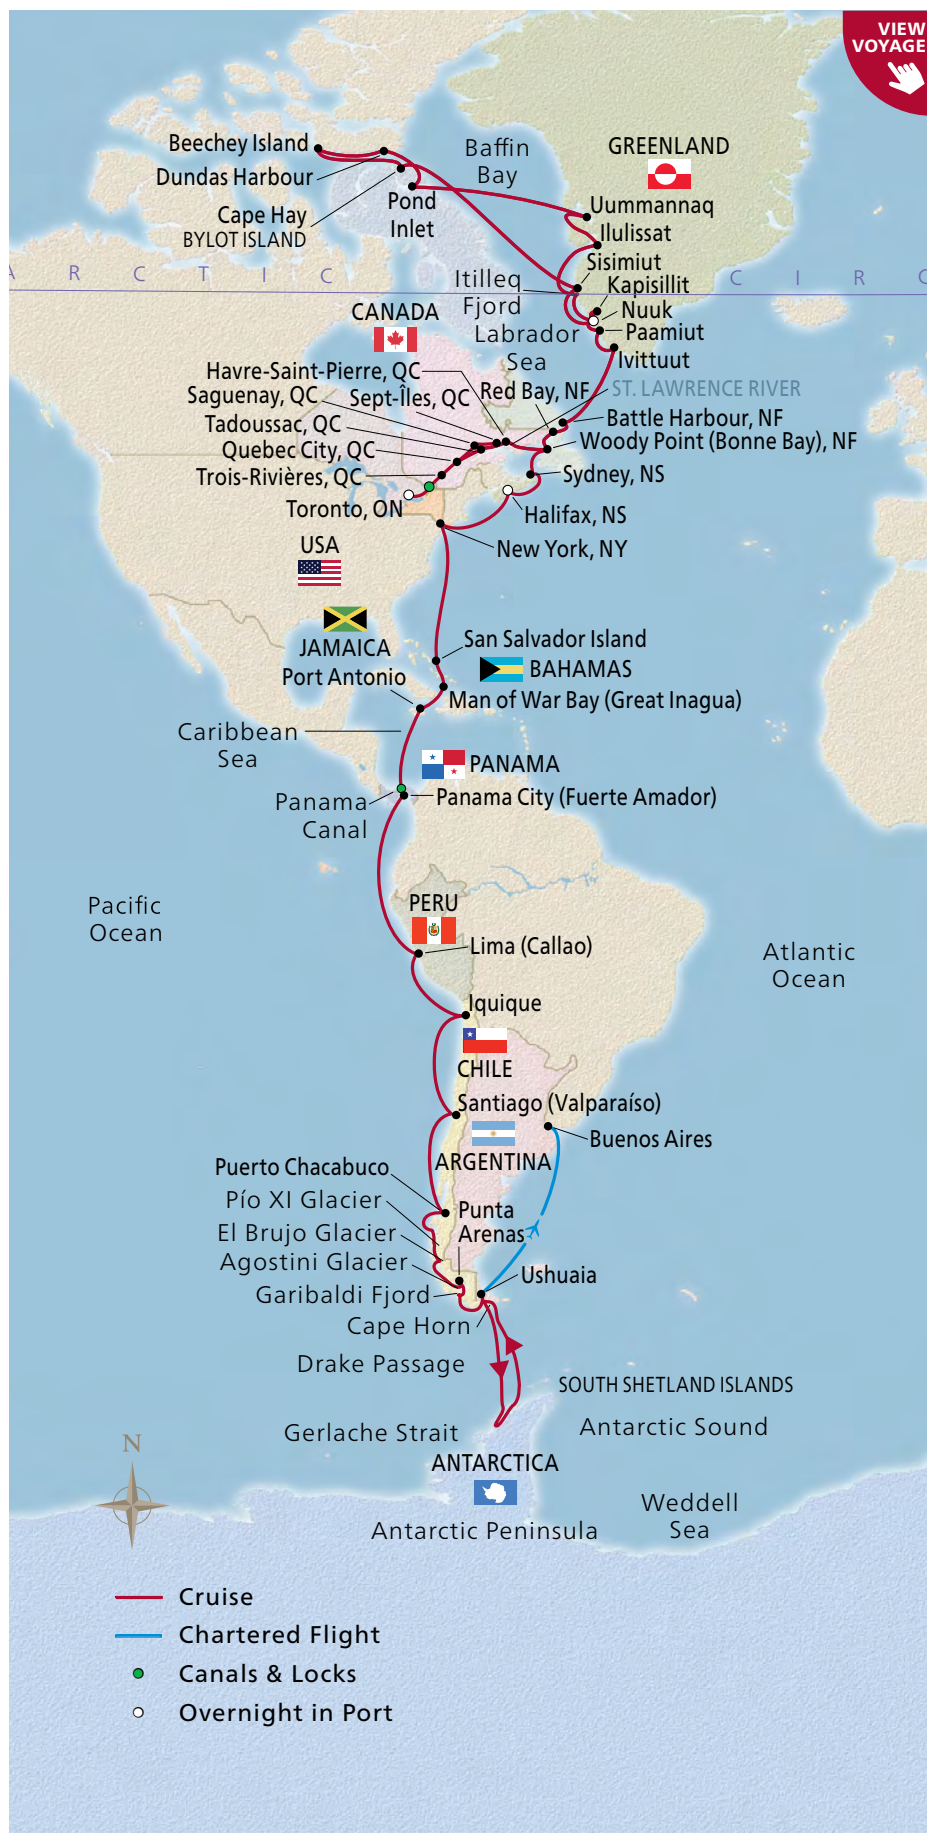 VIEW
VOYAGE
Beechey Island
Dundas Harbour
Cape Hay
BYLOT ISLAND
Pond
Inlet
Baffin
Bay
GREENLAND
Uummannaq
Ilulissat
Sisimiut
A R C T I C C I R C
Itilleq
Fjord
Kapisillit
Nuuk
Paamiut
Ivittuut
CANADA
Labrador
Sea
Havre-Saint-Pierre, QC
Saguenay, QC
Sept-Îles, QC
Red Bay, NF
ST. LAWRENCE RIVER
Tadoussac, QC
Battle Harbour, NF
Quebec City, QC
Woody Point (Bonne Bay), NF
Trois-Rivières, QC
Sydney, NS
Toronto, ON
Halifax, NS
New York, NY
USA
JAMAICA
Port Antonio
San Salvador Island
BAHAMAS
Man of War Bay (Great Inagua)
Caribbean
Sea
PANAMA
Panama
Canal
Panama City (Fuerte Amador)
Pacific
Ocean
PERU
Lima (Callao)
Atlantic
Ocean
Iquique
CHILE
Santiago (Valparaíso)
Buenos Aires
ARGENTINA
Puerto Chacabuco
Pío XI Glacier
Punta
Arenas
El Brujo Glacier
Agostini Glacier
Ushuaia
Garibaldi Fjord
Cape Horn
Drake Passage
SOUTH SHETLAND ISLANDS
Gerlache Strait
Antarctic Sound
N
ANTARCTICA
Weddell
Sea
Antarctic Peninsula
Cruise
Chartered Flight
Canals & Locks
Overnight in Port